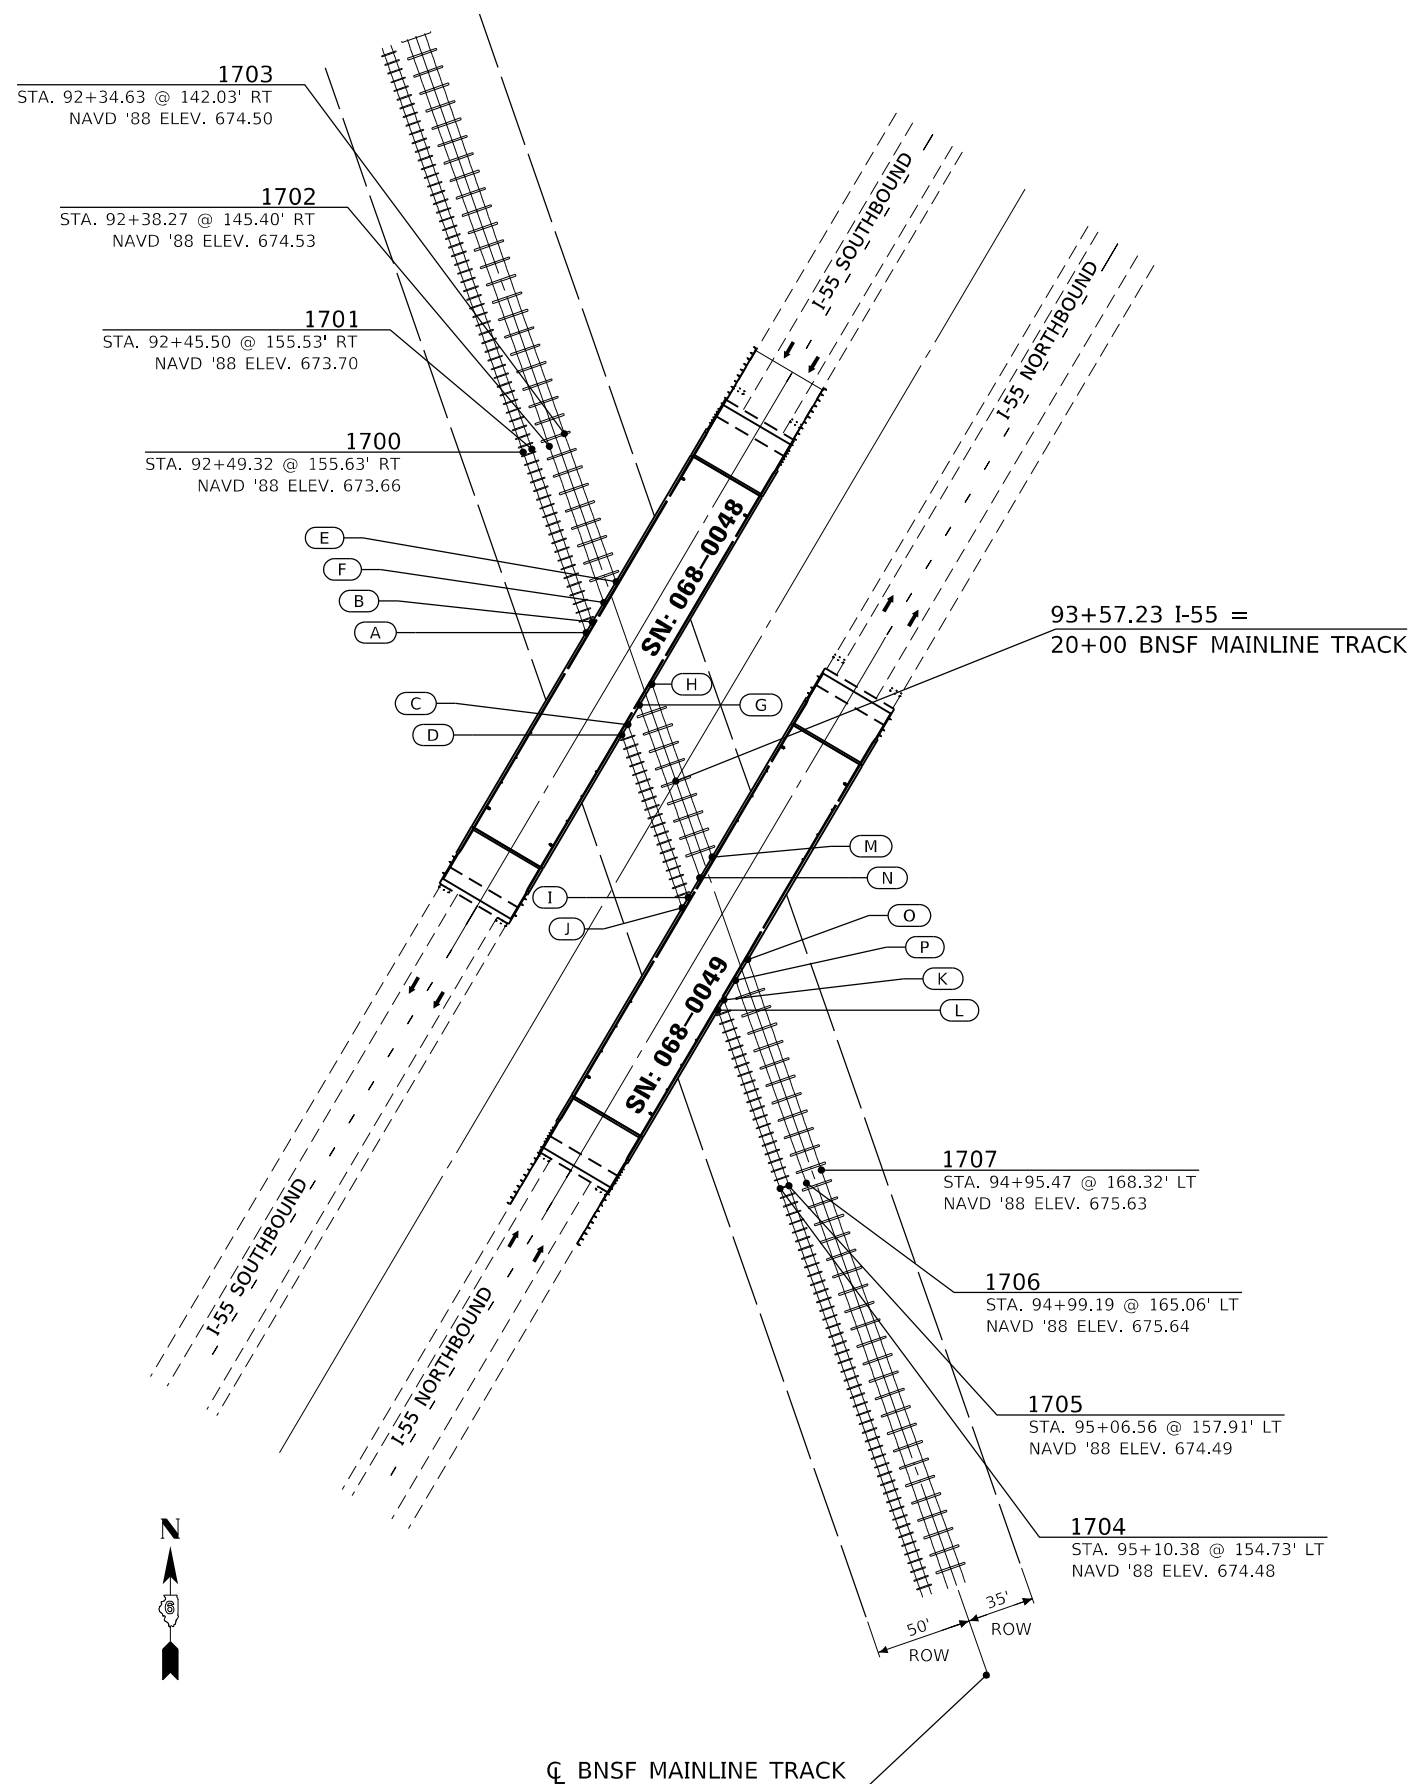 1703
STA. 92+34.63 @ 142.03' RT
NAVD '88 ELEV. 674.50
1702
STA. 92+38.27 @ 145.40' RT
NAVD '88 ELEV. 674.53
1701
STA. 92+45.50 @ 155.53' RT
NAVD '88 ELEV. 673.70
1700
STA. 92+49.32 @ 155.63' RT
NAVD '88 ELEV. 673.66
I-55 SOUTHBOUND
I-55 NORTHBOUND
E
F
B
A
SN: 068-0048
93+57.23 I-55 =
20+00 BNSF MAINLINE TRACK
H
C
G
D
M
N
I
J
O
P
K
L
SN: 068-0049
1707
STA. 94+95.47 @ 168.32' LT
NAVD '88 ELEV. 675.63
I-55 SOUTHBOUND
1706
STA. 94+99.19 @ 165.06' LT
NAVD '88 ELEV. 675.64
I-55 NORTHBOUND
1705
STA. 95+06.56 @ 157.91' LT
NAVD '88 ELEV. 674.49
1704
STA. 95+10.38 @ 154.73' LT
NAVD '88 ELEV. 674.48
N
6
50'
ROW
35'
ROW
℄ BNSF MAINLINE TRACK